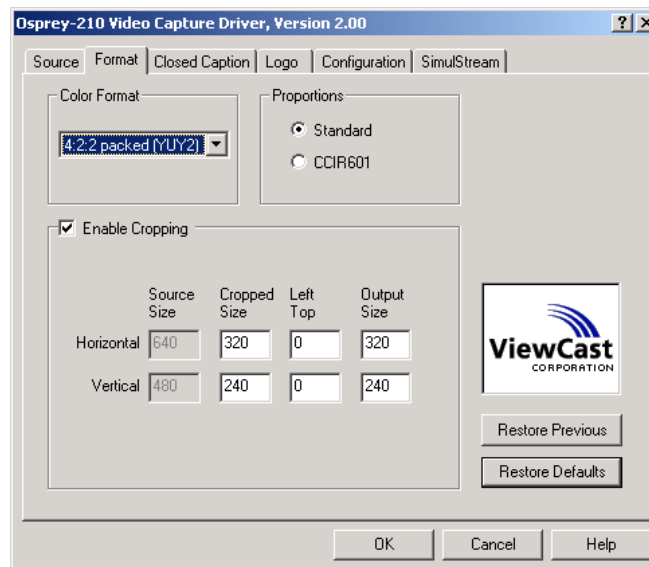 Osprey-210 Video Capture Driver, Version 2.00
Source Format Closed Caption Logo Configuration SimulStream
Color Format
4:2:2 packed (YUY2)
Proportions
Standard
CCIR601
Enable Cropping
Source Size Cropped Size Left Top Output Size
Horizontal 640 320 0 320
Vertical 480 240 0 240
ViewCast
CORPORATION
Restore Previous
Restore Defaults
OK Cancel Help